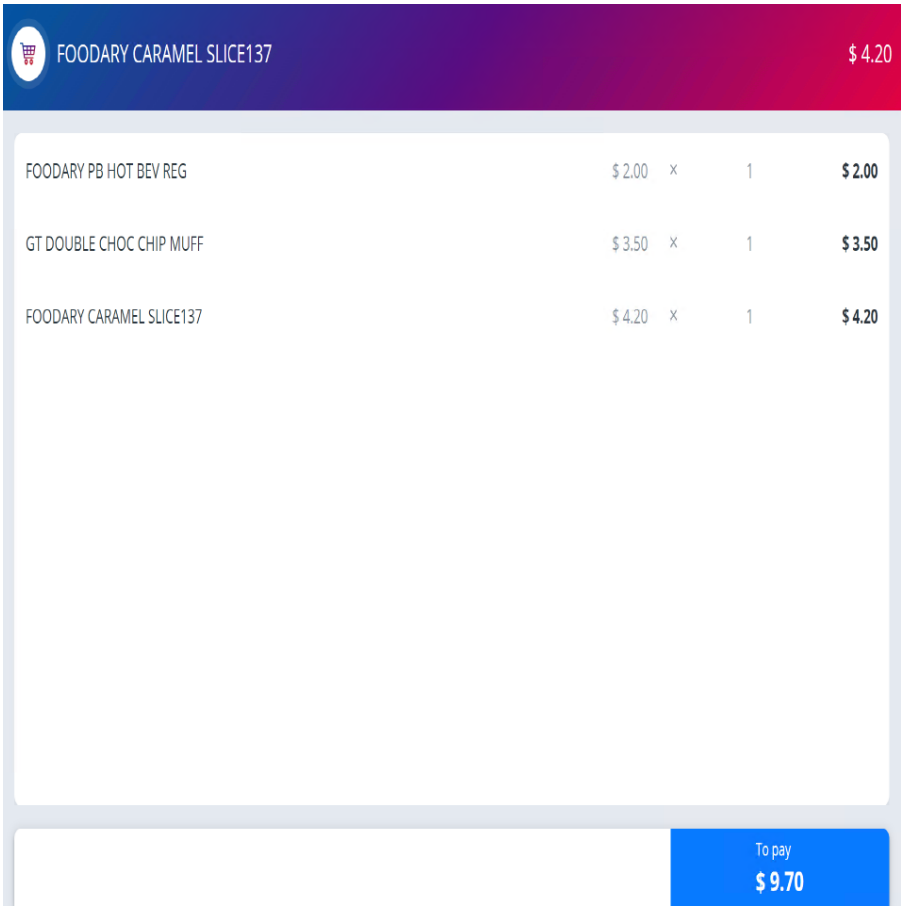 FOODARY CARAMEL SLICE137 $ 4.20
FOODARY PB HOT BEV REG $ 2.00 × 1 $ 2.00
GT DOUBLE CHOC CHIP MUFF $ 3.50 × 1 $ 3.50
FOODARY CARAMEL SLICE137 $ 4.20 × 1 $ 4.20
To pay
$ 9.70